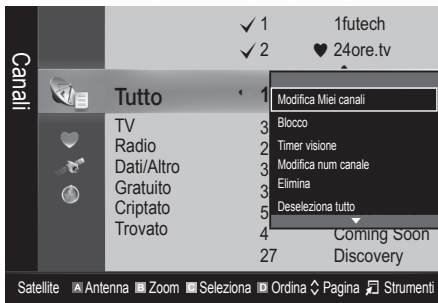 1 1futech
2 24ore.tv
Canali
Tutto 1
Modifica Miei canali
Blocco
Timer visione
Modifica num canale
Elimina
Deseleziona tutto
TV 3
Radio 2
Dati/Altro 3
Gratuito 3
Criptato 5
Trovato 4 Coming Soon
27 Discovery
Satellite A Antenna B Zoom C Seleziona D Ordina Pagina Strumenti